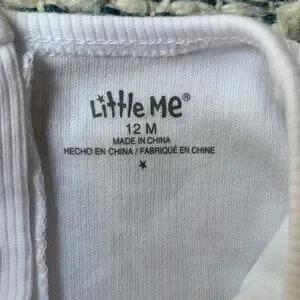 Little Me®
12 M
MADE IN CHINA
HECHO EN CHINA / FABRIQUÉ EN CHINE